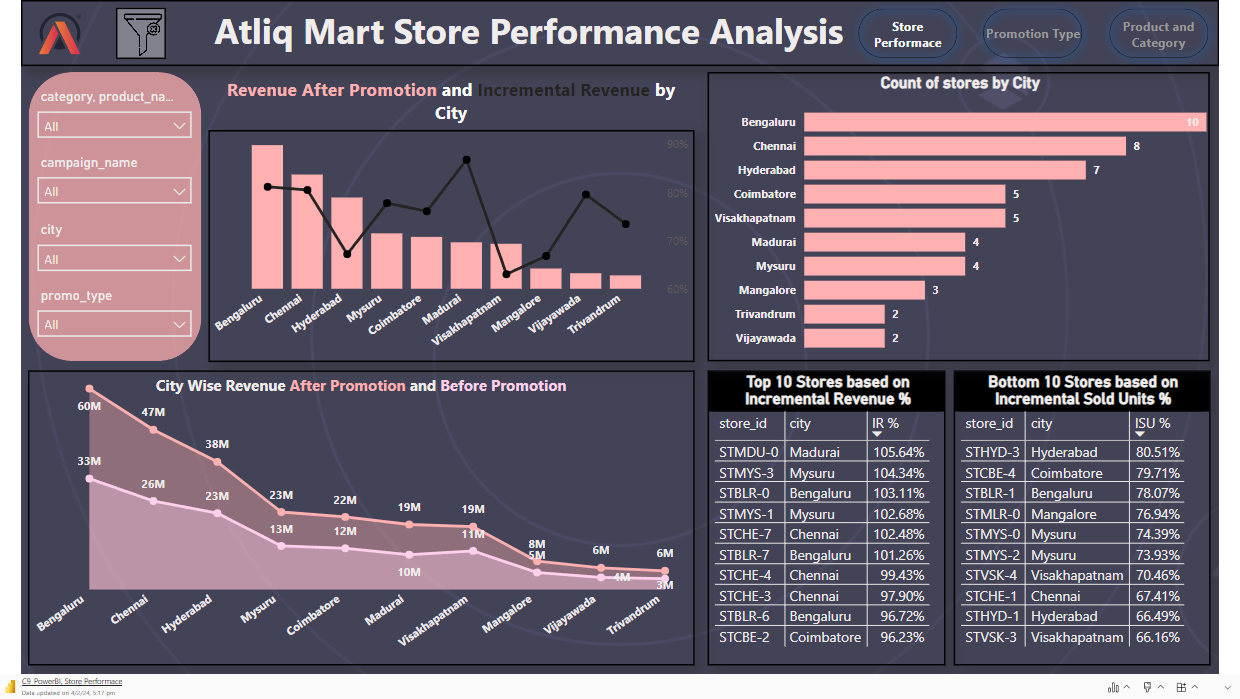 Atliq Mart Store Performance Analysis
Store
Performace
Promotion Type
Product and
Category
category, product_na...
All
campaign_name
All
city
All
promo_type
All
Revenue After Promotion and Incremental Revenue by
City
90%
80%
70%
60%
Bengaluru
Chennai
Hyderabad
Mysuru
Coimbatore
Madurai
Visakhapatnam
Mangalore
Vijayawada
Trivandrum
Count of stores by City
Bengaluru 10
Chennai 8
Hyderabad 7
Coimbatore 5
Visakhapatnam 5
Madurai 4
Mysuru 4
Mangalore 3
Trivandrum 2
Vijayawada 2
City Wise Revenue After Promotion and Before Promotion
60M
47M
38M
23M
22M
19M
19M
8M
6M
6M
33M
26M
23M
13M
12M
10M
11M
5M
4M
3M
Bengaluru
Chennai
Hyderabad
Mysuru
Coimbatore
Madurai
Visakhapatnam
Mangalore
Vijayawada
Trivandrum
Top 10 Stores based on
Incremental Revenue %
store_id city IR %
STMDU-0 Madurai 105.64%
STMYS-3 Mysuru 104.34%
STBLR-0 Bengaluru 103.11%
STMYS-1 Mysuru 102.68%
STCHE-7 Chennai 102.48%
STBLR-7 Bengaluru 101.26%
STCHE-4 Chennai 99.43%
STCHE-3 Chennai 97.90%
STBLR-6 Bengaluru 96.72%
STCBE-2 Coimbatore 96.23%
Bottom 10 Stores based on
Incremental Sold Units %
store_id city ISU %
STHYD-3 Hyderabad 80.51%
STCBE-4 Coimbatore 79.71%
STBLR-1 Bengaluru 78.07%
STMLR-0 Mangalore 76.94%
STMYS-0 Mysuru 74.39%
STMYS-2 Mysuru 73.93%
STVSK-4 Visakhapatnam 70.46%
STCHE-1 Chennai 67.41%
STHYD-1 Hyderabad 66.49%
STVSK-3 Visakhapatnam 66.16%
C9_PowerBI, Store Performace
Data updated on 4/2/24, 5:17 pm